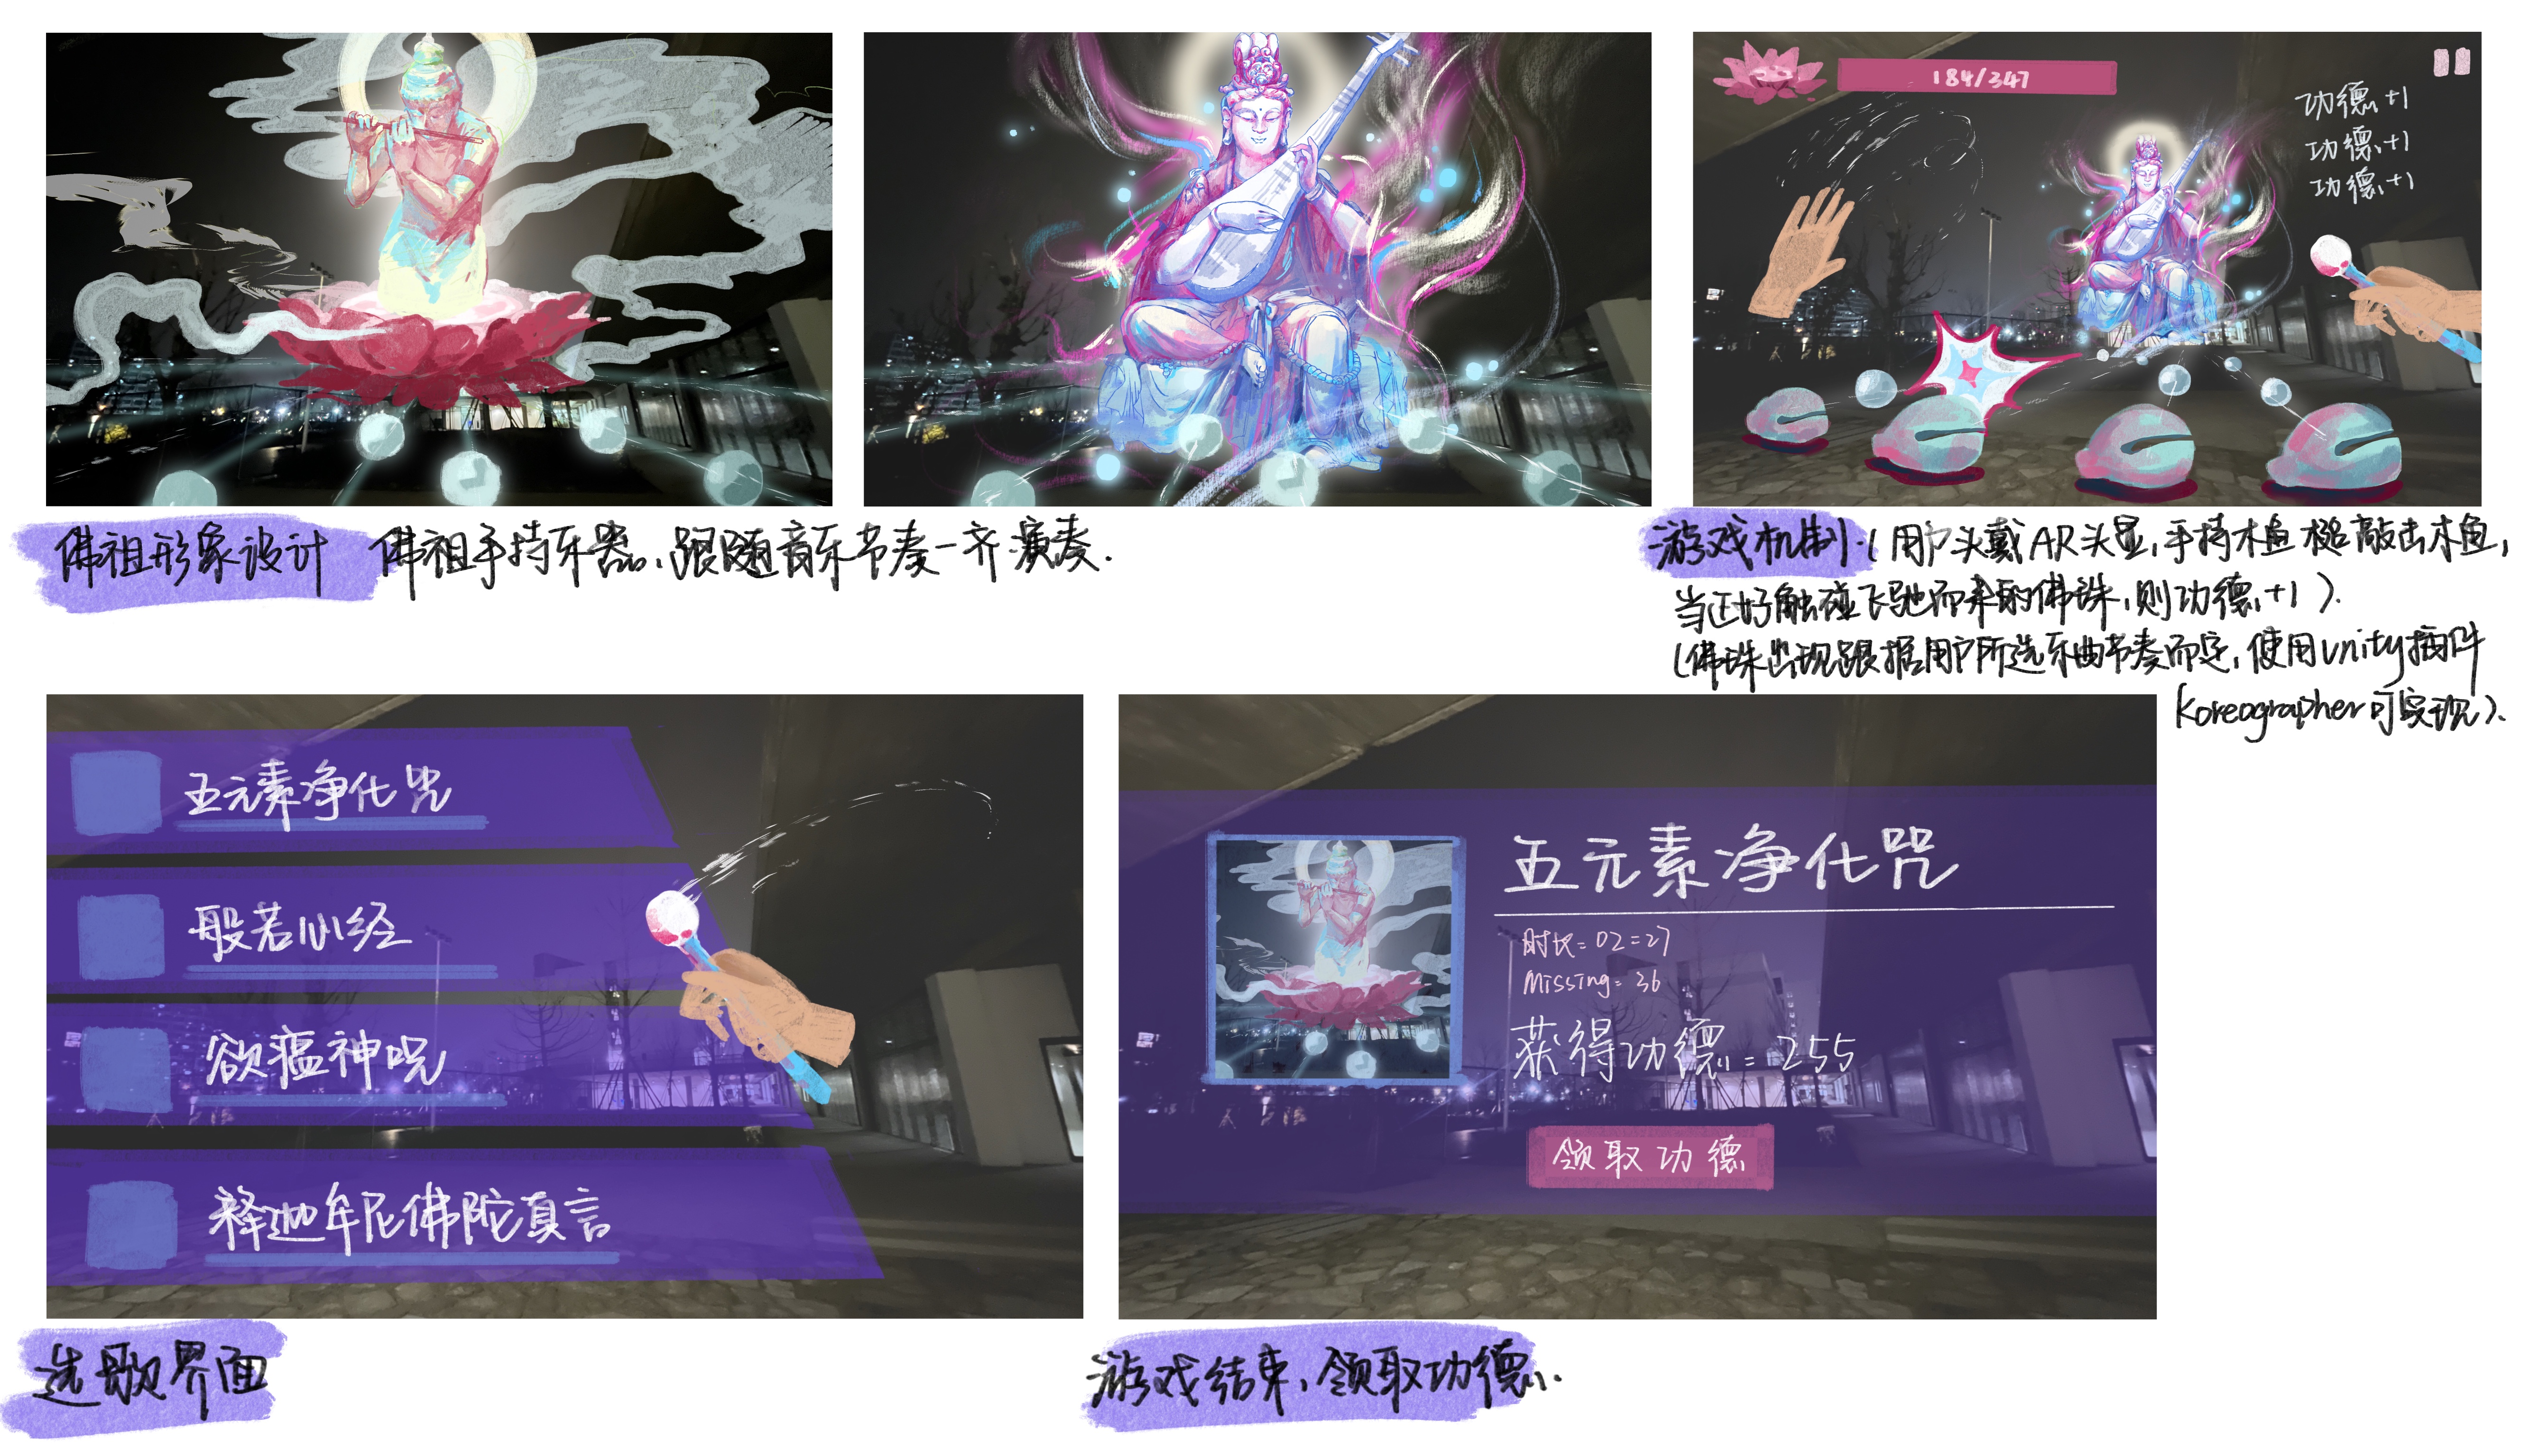 184/347
功德+1
功德+1
功德+1
佛祖形象设计 佛祖手持乐器，跟随音乐节奏一齐演奏.
游戏机制.(用户头戴AR头显,手持木鱼槌敲击木鱼,
当正好触碰飞驰而来的佛珠,则功德+1).
(佛珠出现跟据用户所选乐曲节奏而定,使用unity插件
Koreographer可实现).
五元素净化咒
般若心经
欲瘟神咒
释迦牟尼佛陀真言
五元素净化咒
时长=02=27
Missing=36
获得功德=255
领取功德
选歌界面
游戏结束,领取功德.